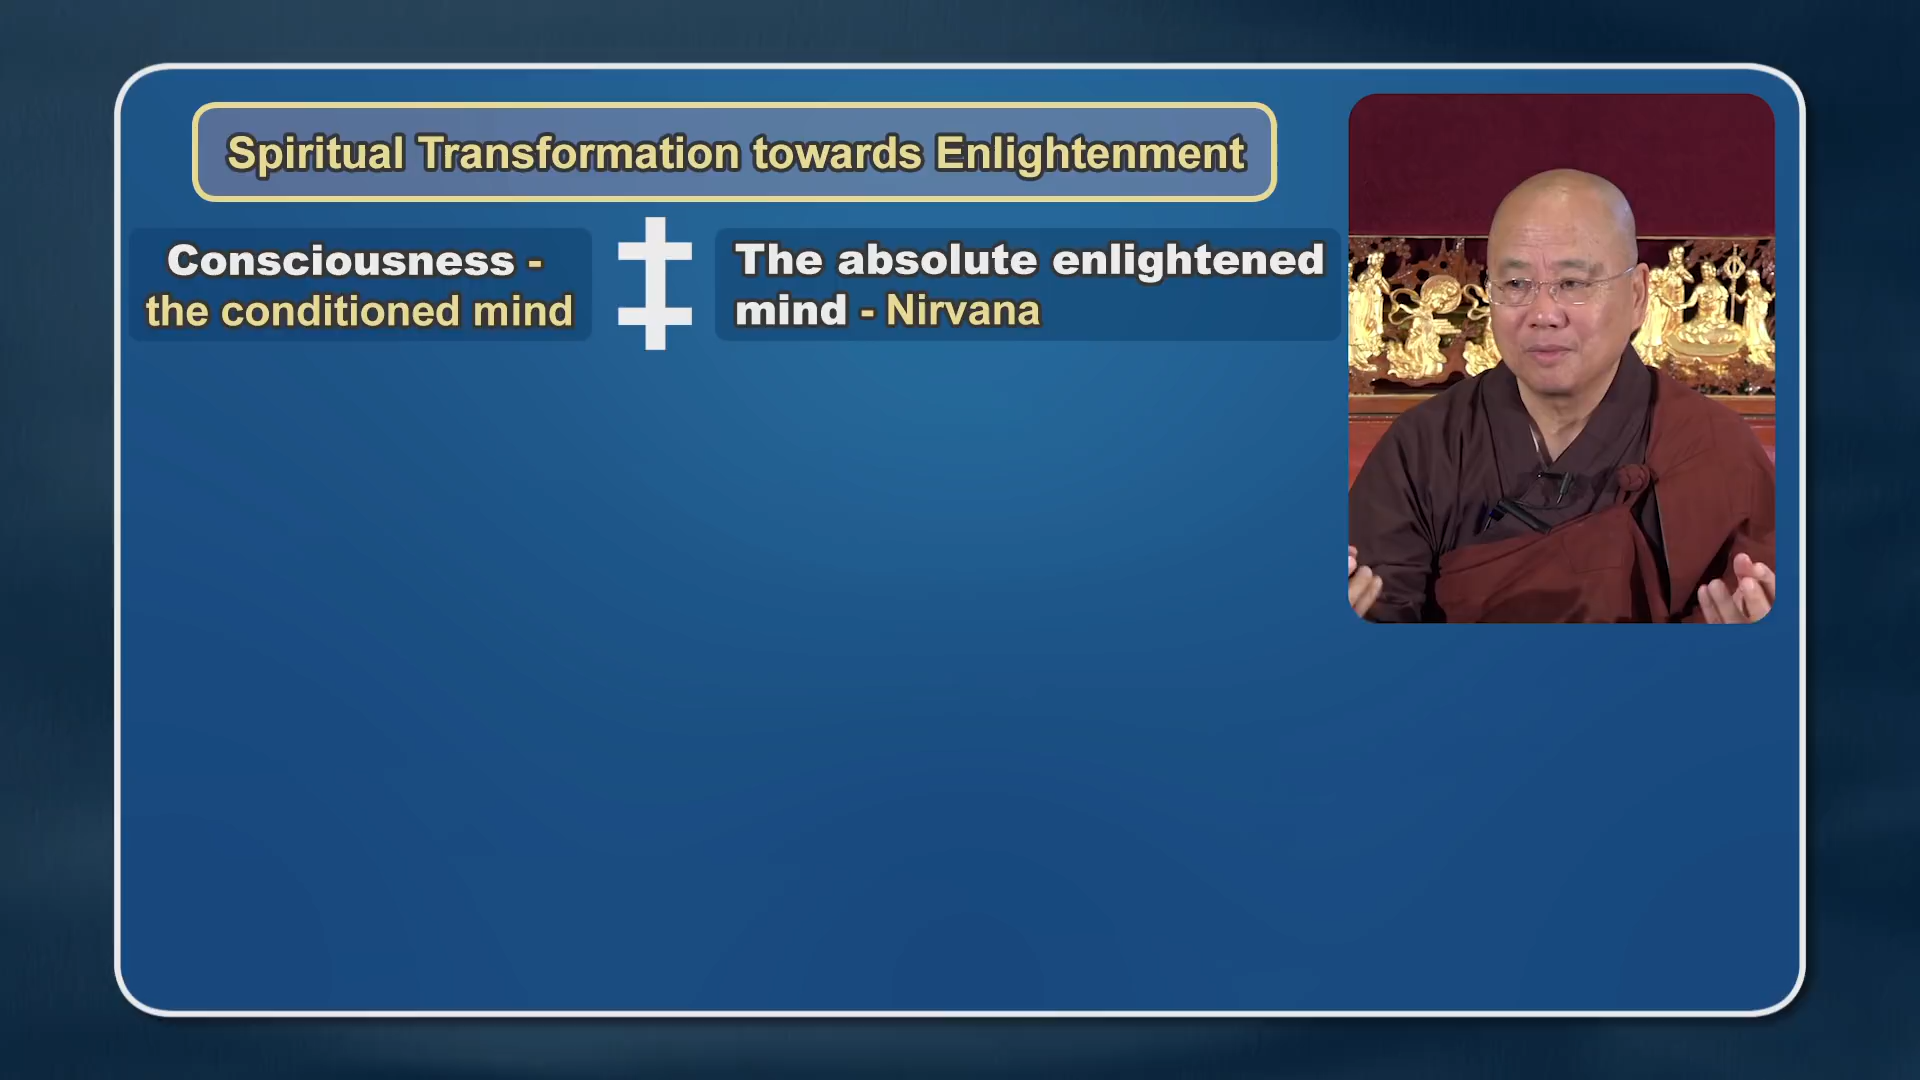 Spiritual Transformation towards Enlightenment
Consciousness -
the conditioned mind
‡
The absolute enlightened
mind - Nirvana